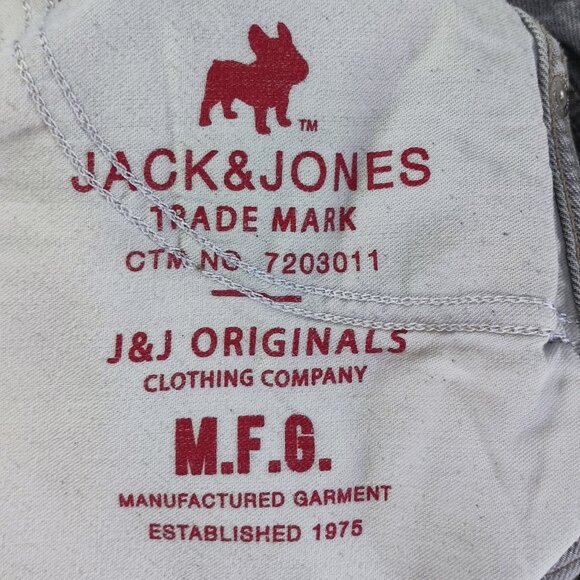 TM
JACK&JONES
TRADE MARK
CTM NO 7203011
J&J ORIGINALS
CLOTHING COMPANY
M.F.G.
MANUFACTURED GARMENT
ESTABLISHED 1975